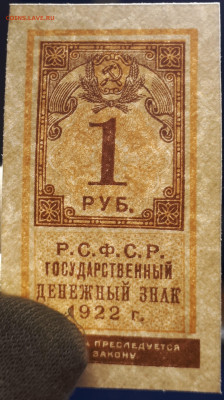 1
РУБ.
Р.С.Ф.С.Р.
ГОСУДАРСТВЕННЫЙ
ДЕНЕЖНЫЙ ЗНАК
1922 г.
ПРЕСЛЕДУЕТСЯ
ЗАКОНУ.